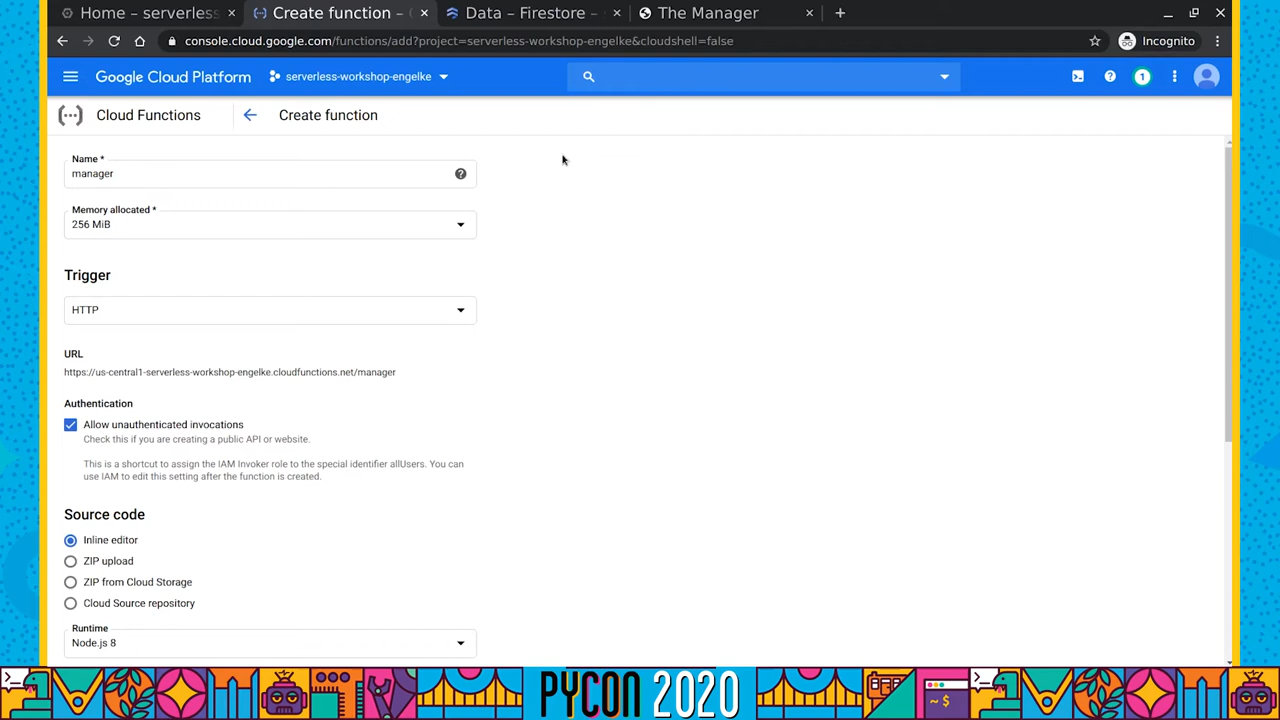 Home – serverless
Create function – (
Data – Firestore –
The Manager
console.cloud.google.com/functions/add?project=serverless-workshop-engelke&cloudshell=false
Incognito
Google Cloud Platform
serverless-workshop-engelke
1
Cloud Functions
Create function
Name *
manager
Memory allocated *
256 MiB
Trigger
HTTP
URL
https://us-central1-serverless-workshop-engelke.cloudfunctions.net/manager
Authentication
Allow unauthenticated invocations
Check this if you are creating a public API or website.
This is a shortcut to assign the IAM Invoker role to the special identifier allUsers. You can
use IAM to edit this setting after the function is created.
Source code
Inline editor
ZIP upload
ZIP from Cloud Storage
Cloud Source repository
Runtime
Node.js 8
PYCON 2020